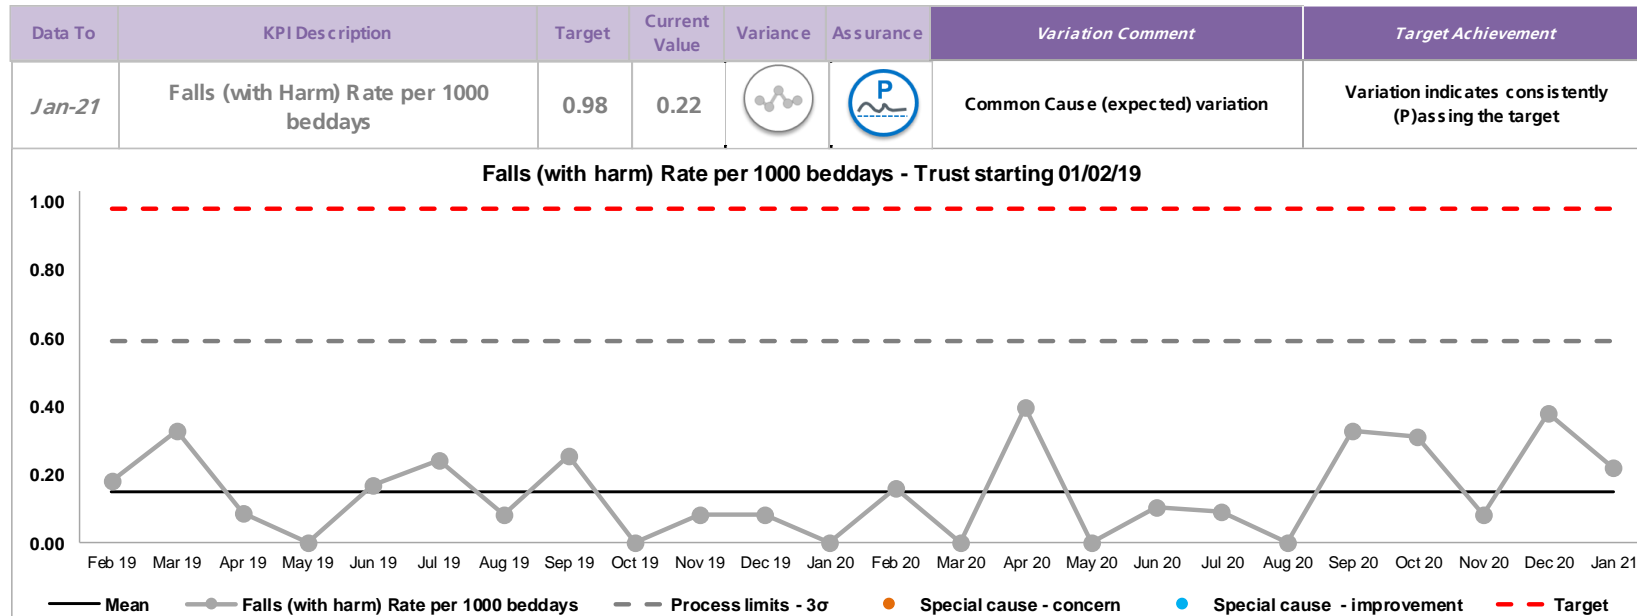 Data To KPI Description Target Current Value Variance Assurance Variation Comment Target Achievement
Jan-21 Falls (with Harm) Rate per 1000 beddays 0.98 0.22 P Common Cause (expected) variation Variation indicates consistently (P)assing the target
Falls (with harm) Rate per 1000 beddays - Trust starting 01/02/19
1.00
0.80
0.60
0.40
0.20
0.00
Feb 19 Mar 19 Apr 19 May 19 Jun 19 Jul 19 Aug 19 Sep 19 Oct 19 Nov 19 Dec 19 Jan 20 Feb 20 Mar 20 Apr 20 May 20 Jun 20 Jul 20 Aug 20 Sep 20 Oct 20 Nov 20 Dec 20 Jan 21
Mean Falls (with harm) Rate per 1000 beddays Process limits - 3σ Special cause - concern Special cause - improvement Target